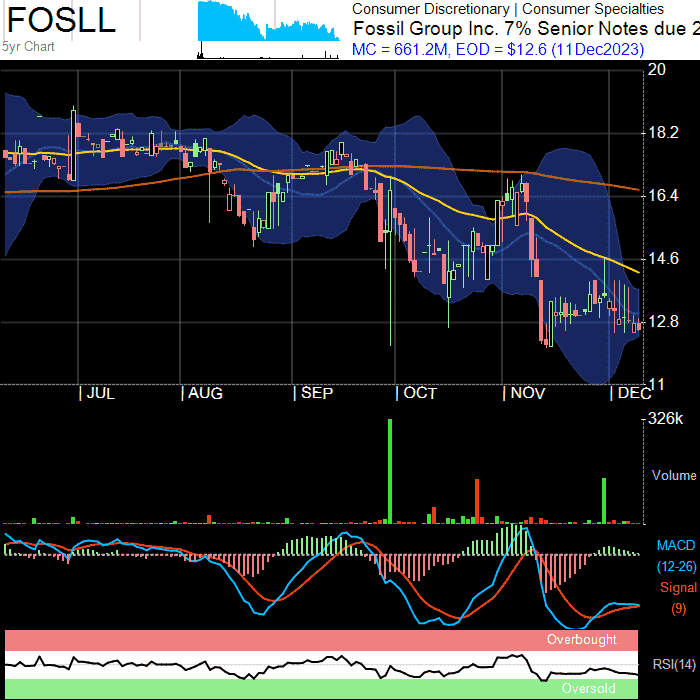 FOSLL
5yr Chart
Consumer Discretionary | Consumer Specialties
Fossil Group Inc. 7% Senior Notes due 2
MC = 661.2M, EOD = $12.6 (11Dec2023)
20
18.2
16.4
14.6
12.8
11
JUL AUG SEP OCT NOV DEC
326k
Volume
MACD
(12-26)
Signal
(9)
Overbought
RSI(14)
Oversold